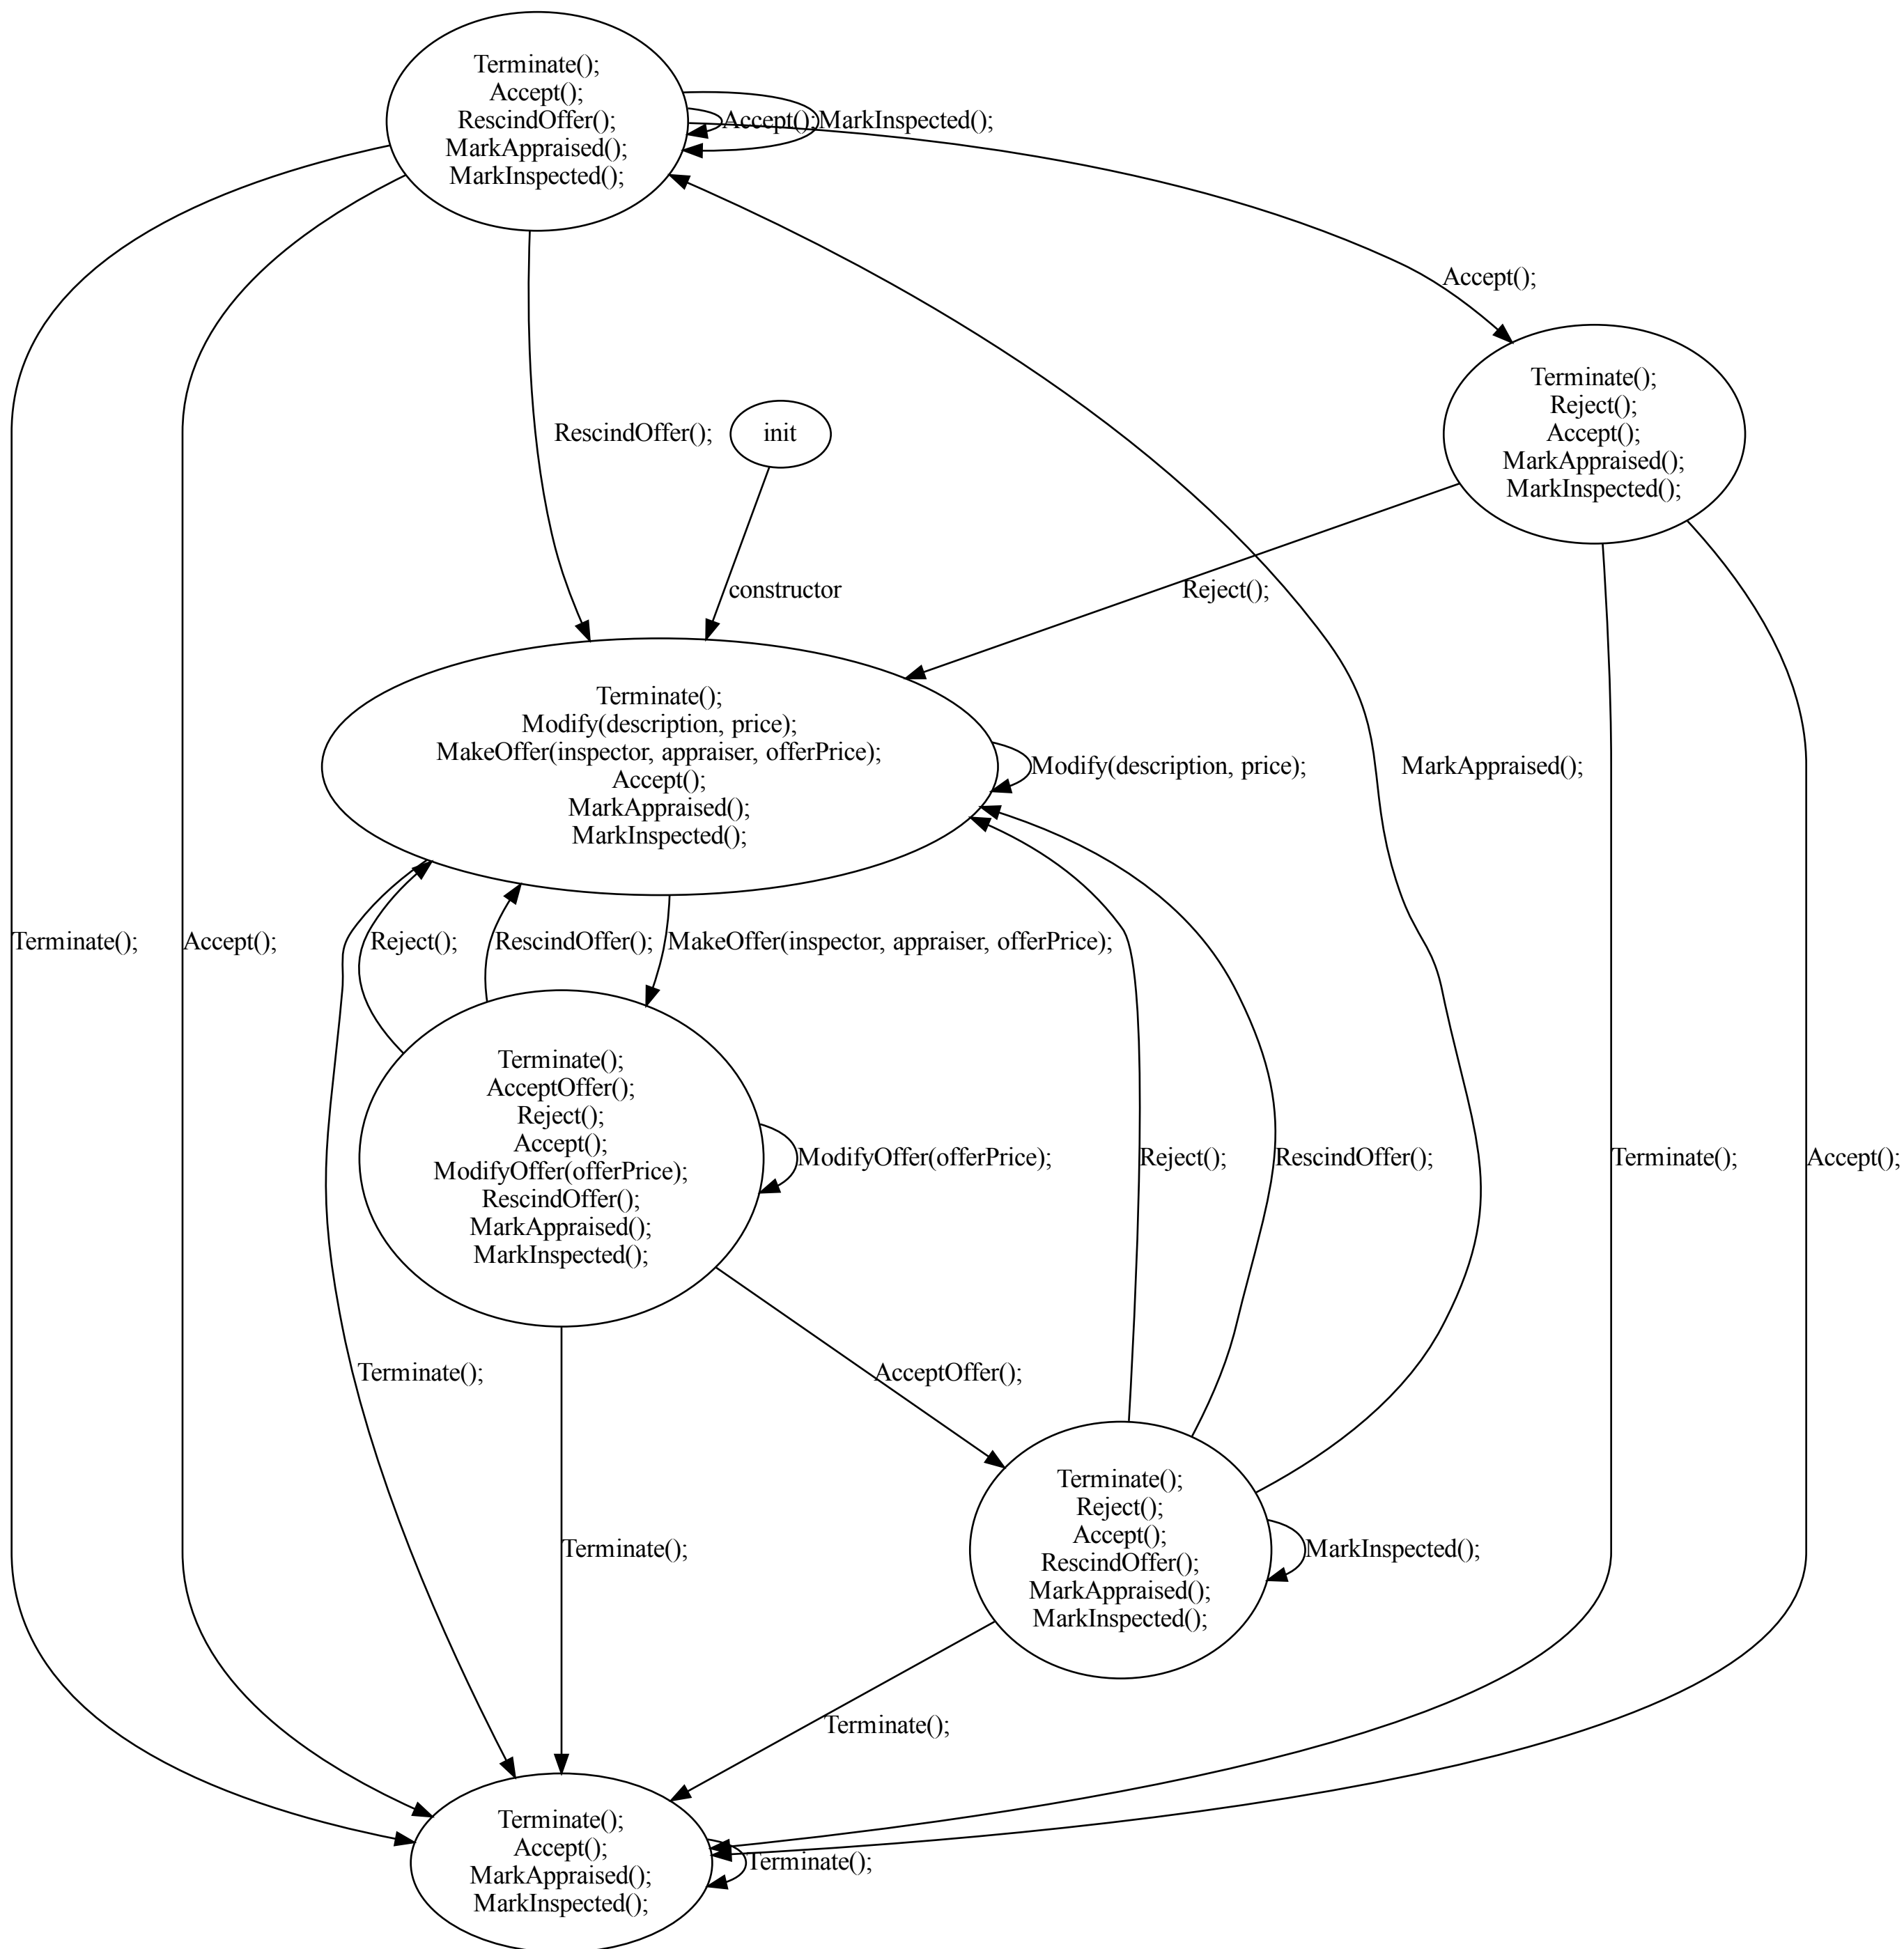 Terminate();
Accept();
RescindOffer();
MarkAppraised();
MarkInspected();
Accept();
MarkInspected();
Accept();
Terminate();
Reject();
Accept();
MarkAppraised();
MarkInspected();
RescindOffer();
init
constructor
Reject();
Terminate();
Modify(description, price);
MakeOffer(inspector, appraiser, offerPrice);
Accept();
MarkAppraised();
MarkInspected();
Modify(description, price);
MarkAppraised();
Terminate();
Accept();
Reject();
RescindOffer();
MakeOffer(inspector, appraiser, offerPrice);
Terminate();
AcceptOffer();
Reject();
Accept();
ModifyOffer(offerPrice);
RescindOffer();
MarkAppraised();
MarkInspected();
ModifyOffer(offerPrice);
Reject();
RescindOffer();
Terminate();
Accept();
Terminate();
AcceptOffer();
Terminate();
Terminate();
Reject();
Accept();
RescindOffer();
MarkAppraised();
MarkInspected();
MarkInspected();
Terminate();
Terminate();
Accept();
MarkAppraised();
MarkInspected();
Terminate();